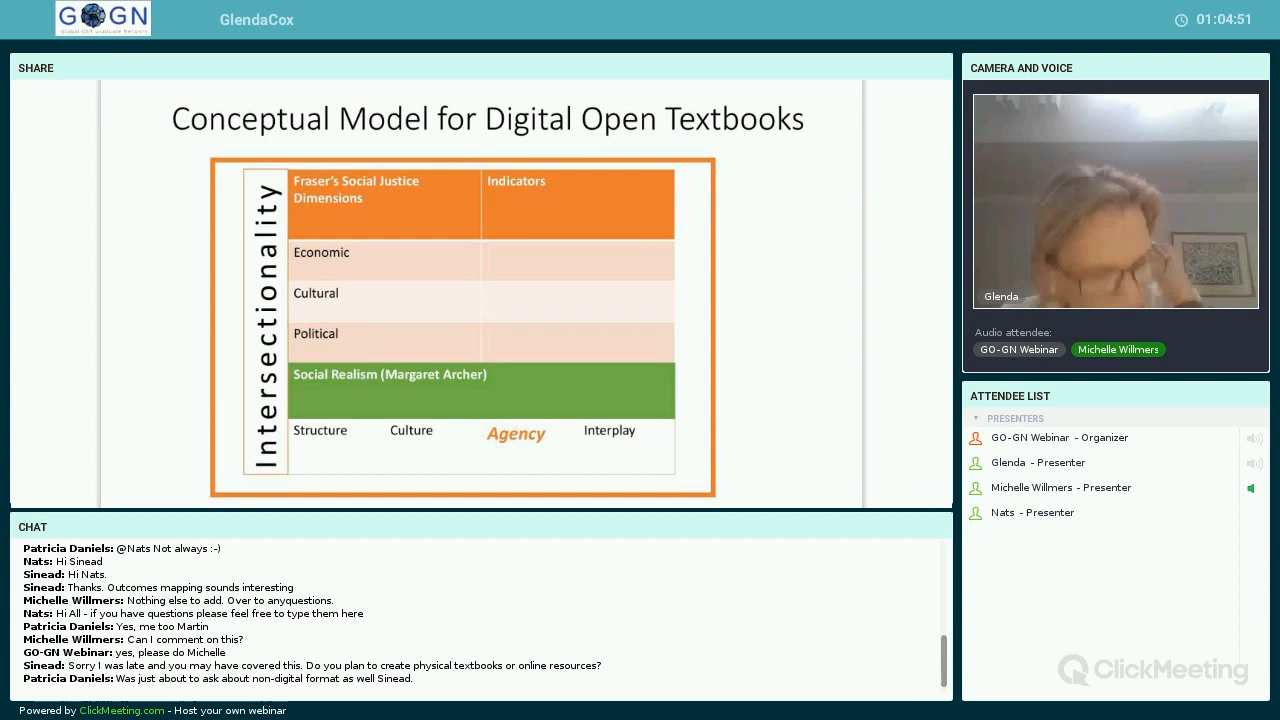 GO GN
Global OER Graduate Network
GlendaCox
01:04:51
SHARE
Conceptual Model for Digital Open Textbooks
Intersectionality
Fraser's Social Justice Dimensions
Indicators
Economic
Cultural
Political
Social Realism (Margaret Archer)
Structure Culture Agency Interplay
CAMERA AND VOICE
Glenda
Audio attendee:
GO-GN Webinar Michelle Willmers
ATTENDEE LIST
PRESENTERS
GO-GN Webinar - Organizer
Glenda - Presenter
Michelle Willmers - Presenter
Nats - Presenter
ClickMeeting
CHAT
Patricia Daniels: @Nats Not always :-)
Nats: Hi Sinead
Sinead: Hi Nats.
Sinead: Thanks. Outcomes mapping sounds interesting
Michelle Willmers: Nothing else to add. Over to anyquestions.
Nats: Hi All - if you have questions please feel free to type them here
Patricia Daniels: Yes, me too Martin
Michelle Willmers: Can I comment on this?
GO-GN Webinar: yes, please do Michelle
Sinead: Sorry I was late and you may have covered this. Do you plan to create physical textbooks or online resources?
Patricia Daniels: Was just about to ask about non-digital format as well Sinead.
Powered by ClickMeeting.com - Host your own webinar